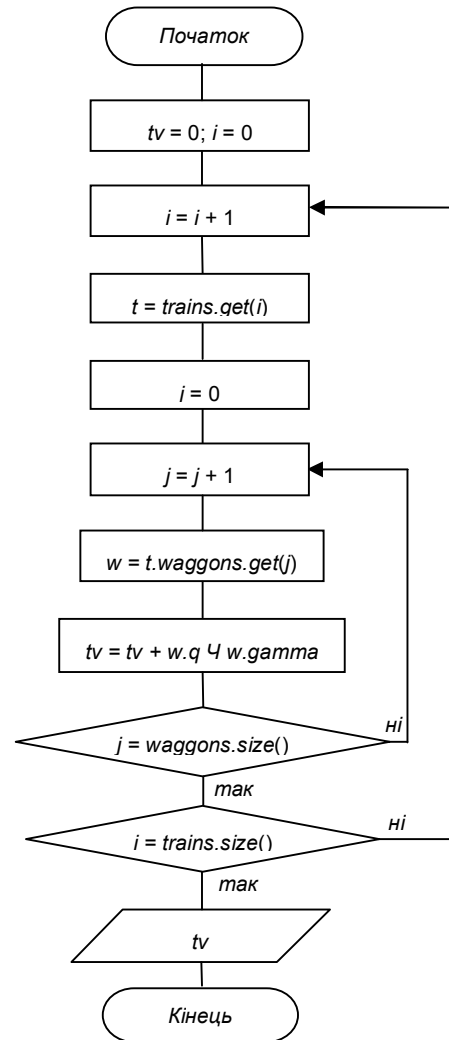 Початок
tv = 0; i = 0
i = i + 1
t = trains.get(i)
i = 0
j = j + 1
w = t.waggons.get(j)
tv = tv + w.q Ч w.gamma
j = waggons.size()
ні
так
i = trains.size()
ні
так
tv
Кінець